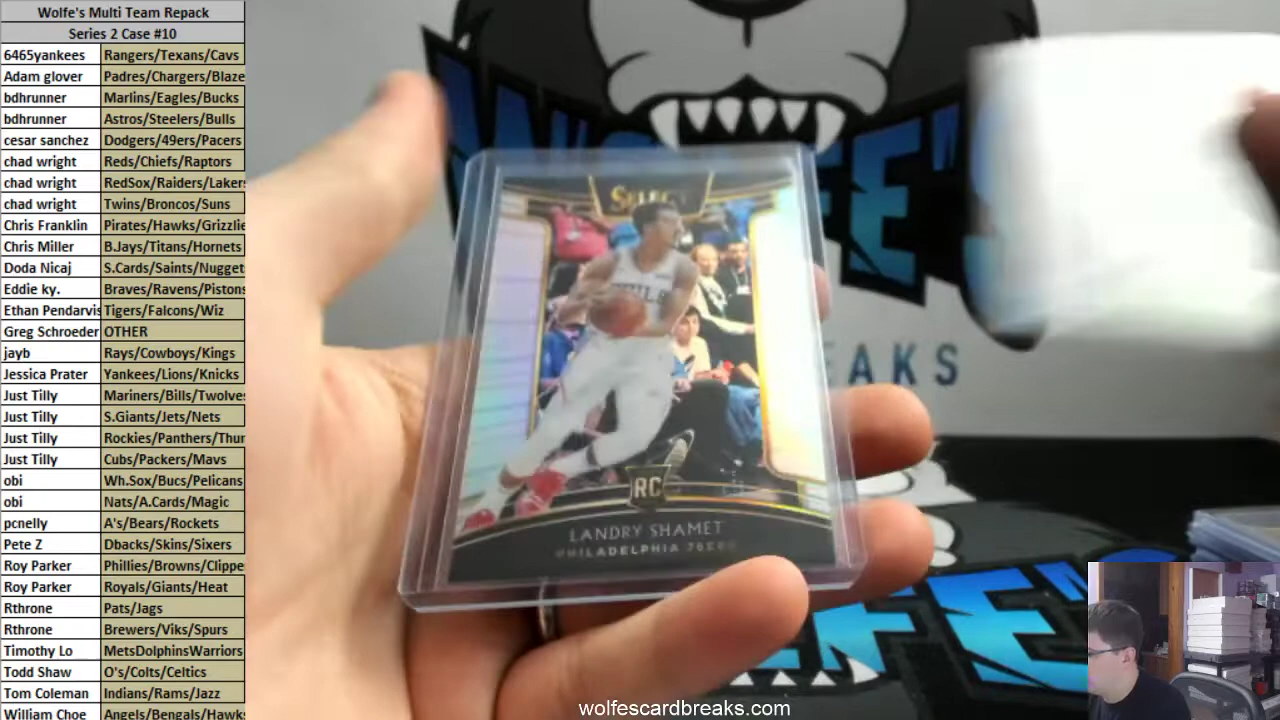 Wolfe's Multi Team Repack
Series 2 Case #10
6465yankees Rangers/Texans/Cavs
Adam glover Padres/Chargers/Blaze
bdhrunner Marlins/Eagles/Bucks
bdhrunner Astros/Steelers/Bulls
cesar sanchez Dodgers/49ers/Pacers
chad wright Reds/Chiefs/Raptors
chad wright RedSox/Raiders/Laker
chad wright Twins/Broncos/Suns
Chris Franklin Pirates/Hawks/Grizzlie
Chris Miller B.Jays/Titans/Hornets
Doda Nicaj S.Cards/Saints/Nugget
Eddie ky. Braves/Ravens/Pistons
Ethan Pendarvis Tigers/Falcons/Wiz
Greg Schroeder OTHER
jayb Rays/Cowboys/Kings
Jessica Prater Yankees/Lions/Knicks
Just Tilly Mariners/Bills/Twolves
Just Tilly S.Giants/Jets/Nets
Just Tilly Rockies/Panthers/Thun
Just Tilly Cubs/Packers/Mavs
obi Wh.Sox/Bucs/Pelicans
obi Nats/A.Cards/Magic
pcnelly A's/Bears/Rockets
Pete Z Dbacks/Skins/Sixers
Roy Parker Phillies/Browns/Clippe
Roy Parker Royals/Giants/Heat
Rthrone Pats/Jags
Rthrone Brewers/Viks/Spurs
Timothy Lo MetsDolphinsWarriors
Todd Shaw O's/Colts/Celtics
Tom Coleman Indians/Rams/Jazz
William Choe Angels/Bengals/Hawk
SELECT
PHILA
RC
LANDRY SHAMET
PHILADELPHIA 76ERS
EAKS
wolfescardbreaks.com